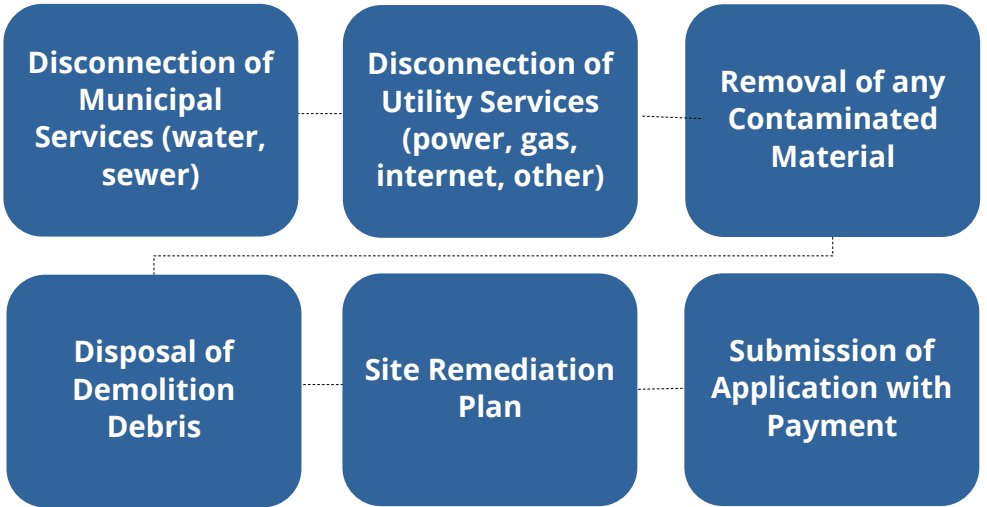 Disconnection of
Municipal
Services (water,
sewer)
Disconnection of
Utility Services
(power, gas,
internet, other)
Removal of any
Contaminated
Material
Disposal of
Demolition
Debris
Site Remediation
Plan
Submission of
Application with
Payment